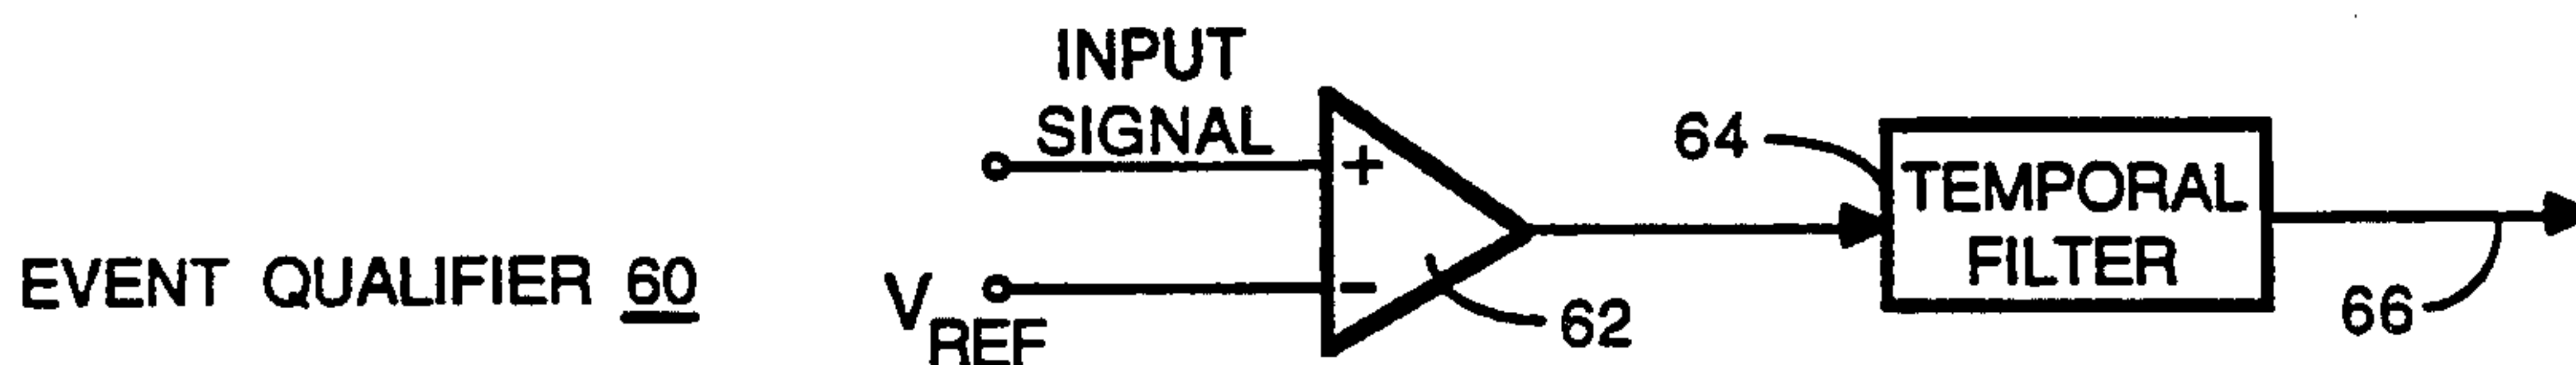 EVENT QUALIFIER 60
INPUT
SIGNAL
+
V REF
-
62
64
TEMPORAL
FILTER
66